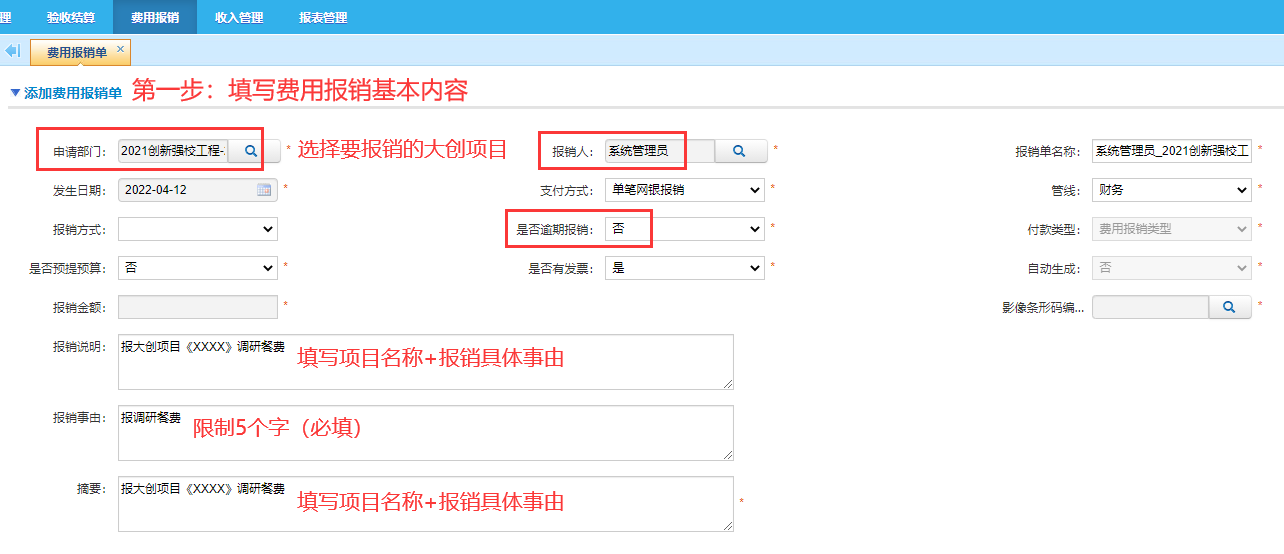 理 验收结算 费用报销 收入管理 报表管理
费用报销单 ×
添加费用报销单 第一步：填写费用报销基本内容
申请部门： 2021创新强校工程- * 选择要报销的大创项目 报销人： 系统管理员 * 报销单名称： 系统管理员_2021创新强校工 *
发生日期： 2022-04-12 * 支付方式： 单笔网银报销 * 管线： 财务 *
报销方式： 是否逾期报销： 否 * 付款类型： 费用报销类型 *
是否预提预算： 否 * 是否有发票： 是 * 自动生成： 否 *
报销金额： * 影像条形码编... *
报销说明： 报大创项目《XXXX》调研餐费 填写项目名称+报销具体事由
报销事由： 报调研餐费 限制5个字（必填）
摘要： 报大创项目《XXXX》调研餐费 填写项目名称+报销具体事由 *